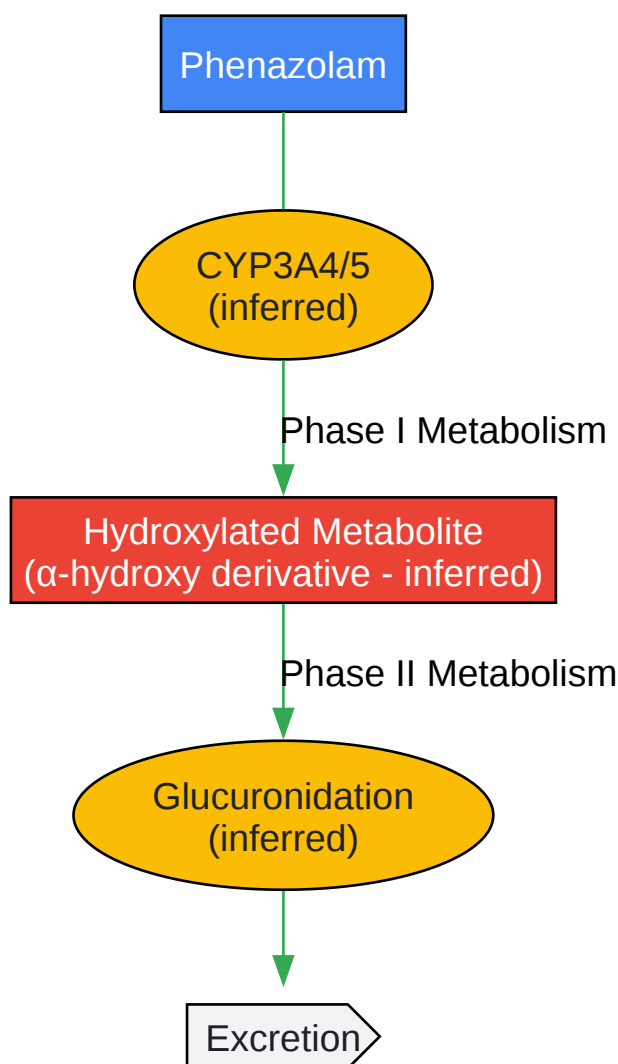 Phenazolam
CYP3A4/5
(inferred)
Phase I Metabolism
Hydroxylated Metabolite
(α-hydroxy derivative - inferred)
Phase II Metabolism
Glucuronidation
(inferred)
Excretion